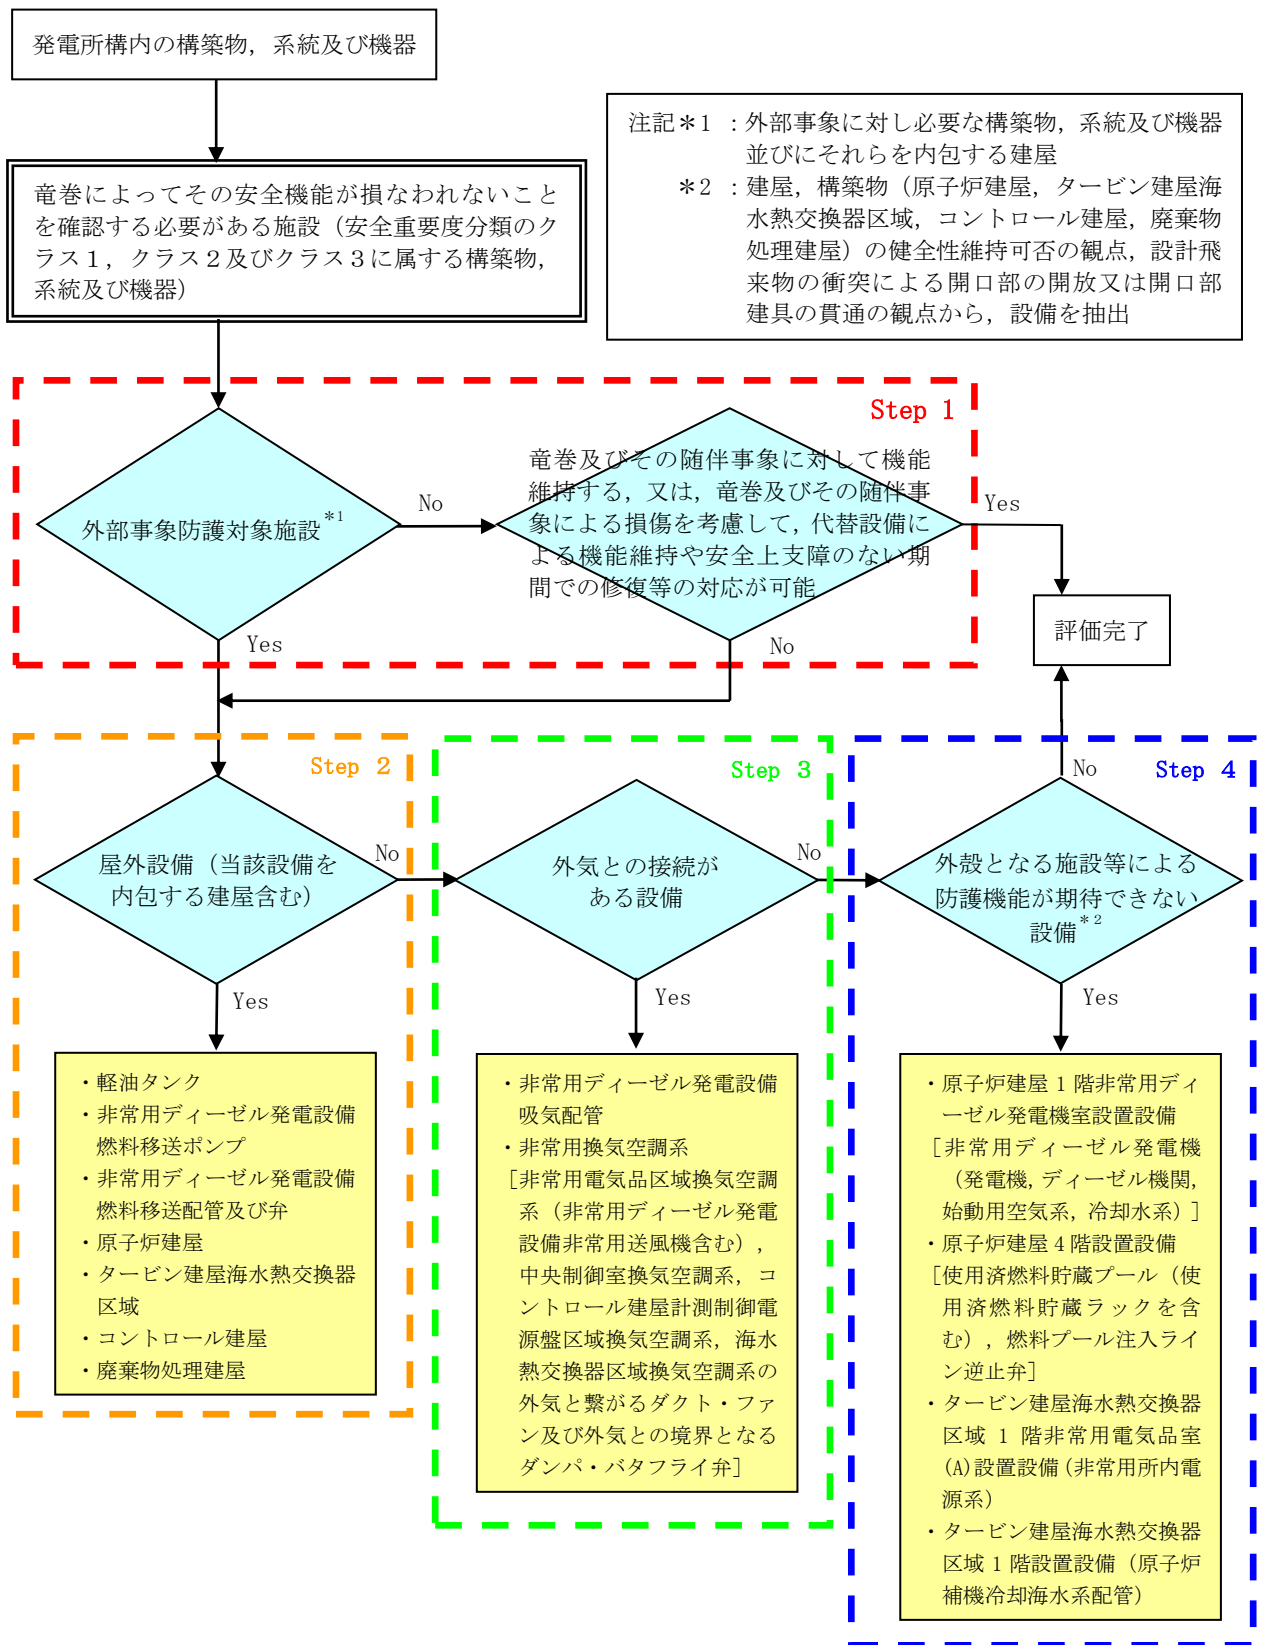 発電所構内の構築物，系統及び機器
注記＊1 ：外部事象に対し必要な構築物，系統及び機器
並びにそれらを内包する建屋
＊2 ：建屋，構築物（原子炉建屋，タービン建屋海
水熱交換器区域，コントロール建屋，廃棄物
処理建屋）の健全性維持可否の観点，設計飛
来物の衝突による開口部の開放又は開口部
建具の貫通の観点から，設備を抽出
竜巻によってその安全機能が損なわれないこと
を確認する必要がある施設（安全重要度分類のク
ラス１，クラス２及びクラス３に属する構築物，
系統及び機器）
Step 1
外部事象防護対象施設＊1
No
竜巻及びその随伴事象に対して機能
維持する，又は，竜巻及びその随伴事
象による損傷を考慮して，代替設備に
よる機能維持や安全上支障のない期
間での修復等の対応が可能
Yes
評価完了
Yes
No
Step 2
屋外設備（当該設備を
内包する建屋含む）
No
Yes
・軽油タンク
・非常用ディーゼル発電設備
燃料移送ポンプ
・非常用ディーゼル発電設備
燃料移送配管及び弁
・原子炉建屋
・タービン建屋海水熱交換器
区域
・コントロール建屋
・廃棄物処理建屋
Step 3
外気との接続が
ある設備
No
Yes
・非常用ディーゼル発電設備
吸気配管
・非常用換気空調系
［非常用電気品区域換気空調
系（非常用ディーゼル発電
設備非常用送風機含む），
中央制御室換気空調系，コ
ントロール建屋計測制御電
源盤区域換気空調系，海水
熱交換器区域換気空調系の
外気と繋がるダクト・ファ
ン及び外気との境界となる
ダンパ・バタフライ弁］
No
Step 4
外殻となる施設等による
防護機能が期待できない
設備＊2
Yes
・原子炉建屋 1 階非常用ディ
ーゼル発電機室設置設備
［非常用ディーゼル発電機
（発電機，ディーゼル機関，
始動用空気系，冷却水系）］
・原子炉建屋 4 階設置設備
［使用済燃料貯蔵プール（使
用済燃料貯蔵ラックを含
む），燃料プール注入ライ
ン逆止弁］
・タービン建屋海水熱交換器
区域 1 階非常用電気品室
(A)設置設備（非常用所内電
源系）
・タービン建屋海水熱交換器
区域 1 階設置設備（原子炉
補機冷却海水系配管）